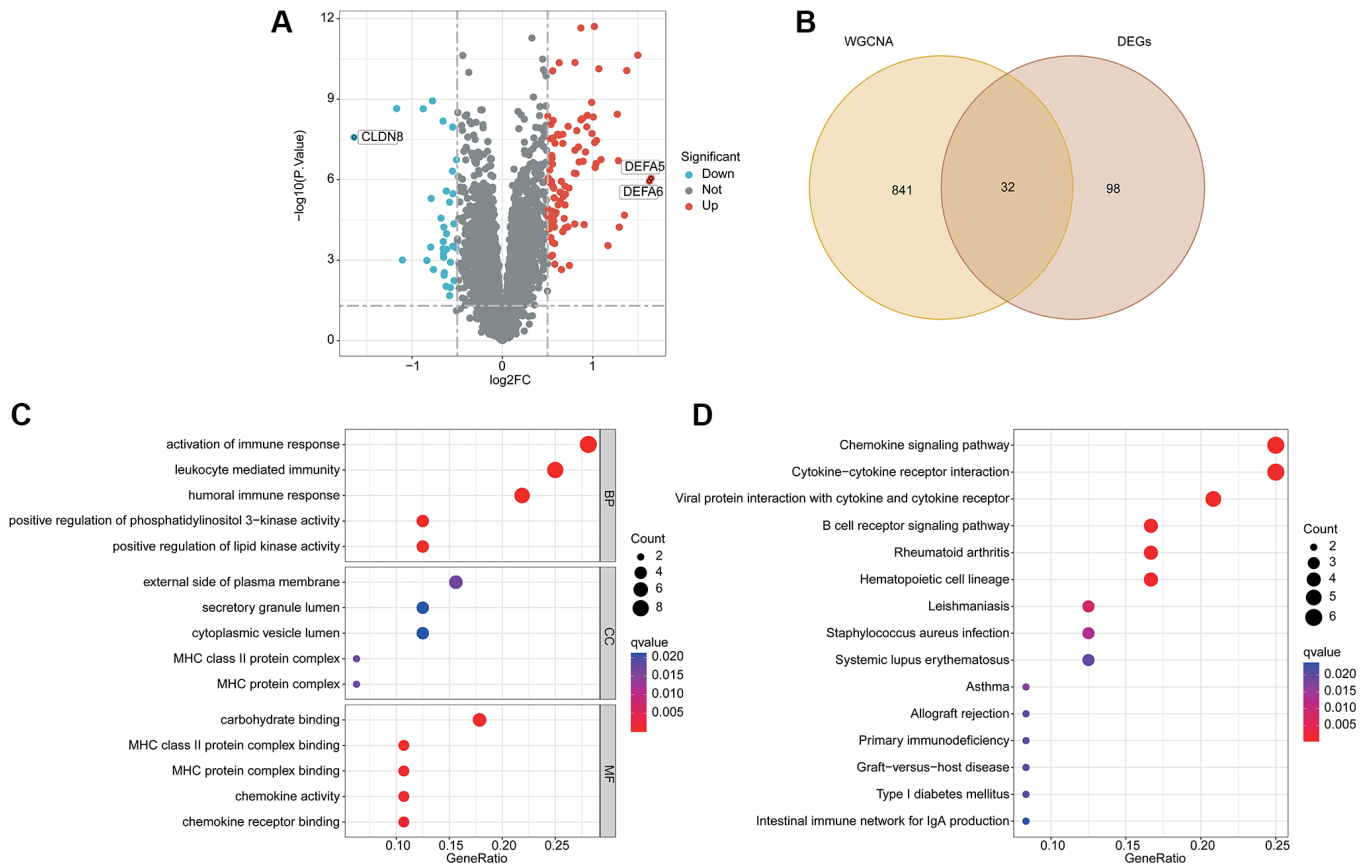 A
12
9
6
3
0
−log10(P.Value)
CLDN8
DEFA5
DEFA6
−1
0
1
log2FC
Significant
Down
Not
Up
B
WGCNA
DEGs
841
32
98
C
activation of immune response
leukocyte mediated immunity
humoral immune response
positive regulation of phosphatidylinositol 3−kinase activity
positive regulation of lipid kinase activity
BP
external side of plasma membrane
secretory granule lumen
cytoplasmic vesicle lumen
MHC class II protein complex
MHC protein complex
CC
carbohydrate binding
MHC class II protein complex binding
MHC protein complex binding
chemokine activity
chemokine receptor binding
MF
0.10
0.15
0.20
0.25
GeneRatio
Count
2
4
6
8
qvalue
0.020
0.015
0.010
0.005
D
Chemokine signaling pathway
Cytokine−cytokine receptor interaction
Viral protein interaction with cytokine and cytokine receptor
B cell receptor signaling pathway
Rheumatoid arthritis
Hematopoietic cell lineage
Leishmaniasis
Staphylococcus aureus infection
Systemic lupus erythematosus
Asthma
Allograft rejection
Primary immunodeficiency
Graft−versus−host disease
Type I diabetes mellitus
Intestinal immune network for IgA production
0.10
0.15
0.20
0.25
GeneRatio
Count
2
3
4
5
6
qvalue
0.020
0.015
0.010
0.005